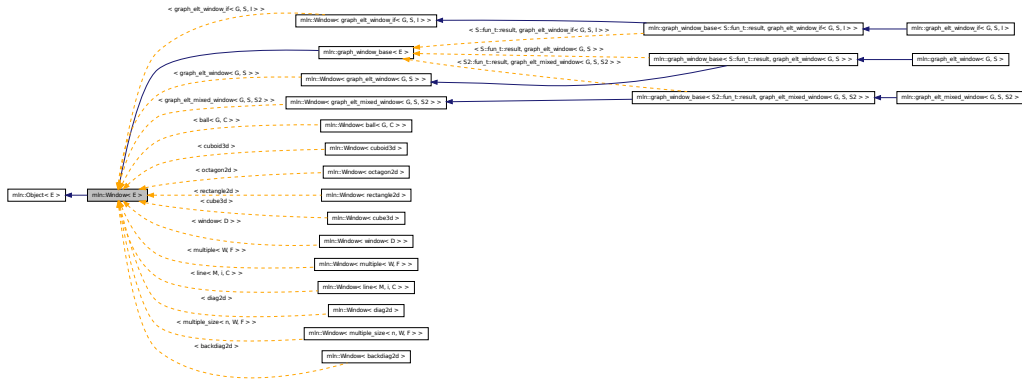 < graph_elt_window_if< G, S, I > >
mln::Window< graph_elt_window_if< G, S, I > >
< S::fun_t::result, graph_elt_window_if< G, S, I > >
mln::graph_window_base< S::fun_t::result, graph_elt_window_if< G, S, I > >
mln::graph_elt_window_if< G, S, I >
mln::graph_window_base< E >
< S::fun_t::result, graph_elt_window< G, S > >
mln::graph_window_base< S::fun_t::result, graph_elt_window< G, S > >
mln::graph_elt_window< G, S >
< S2::fun_t::result, graph_elt_mixed_window< G, S, S2 > >
< graph_elt_window< G, S > >
mln::Window< graph_elt_window< G, S > >
< graph_elt_mixed_window< G, S, S2 > >
mln::Window< graph_elt_mixed_window< G, S, S2 > >
mln::graph_window_base< S2::fun_t::result, graph_elt_mixed_window< G, S, S2 > >
mln::graph_elt_mixed_window< G, S, S2 >
< ball< G, C > >
mln::Window< ball< G, C > >
< cuboid3d >
mln::Window< cuboid3d >
< octagon2d >
mln::Window< octagon2d >
mln::Object< E >
mln::Window< E >
< rectangle2d >
mln::Window< rectangle2d >
< cube3d >
mln::Window< cube3d >
< window< D > >
mln::Window< window< D > >
< multiple< W, F > >
mln::Window< multiple< W, F > >
< line< M, i, C > >
mln::Window< line< M, i, C > >
< diag2d >
mln::Window< diag2d >
< multiple_size< n, W, F > >
mln::Window< multiple_size< n, W, F > >
< backdiag2d >
mln::Window< backdiag2d >